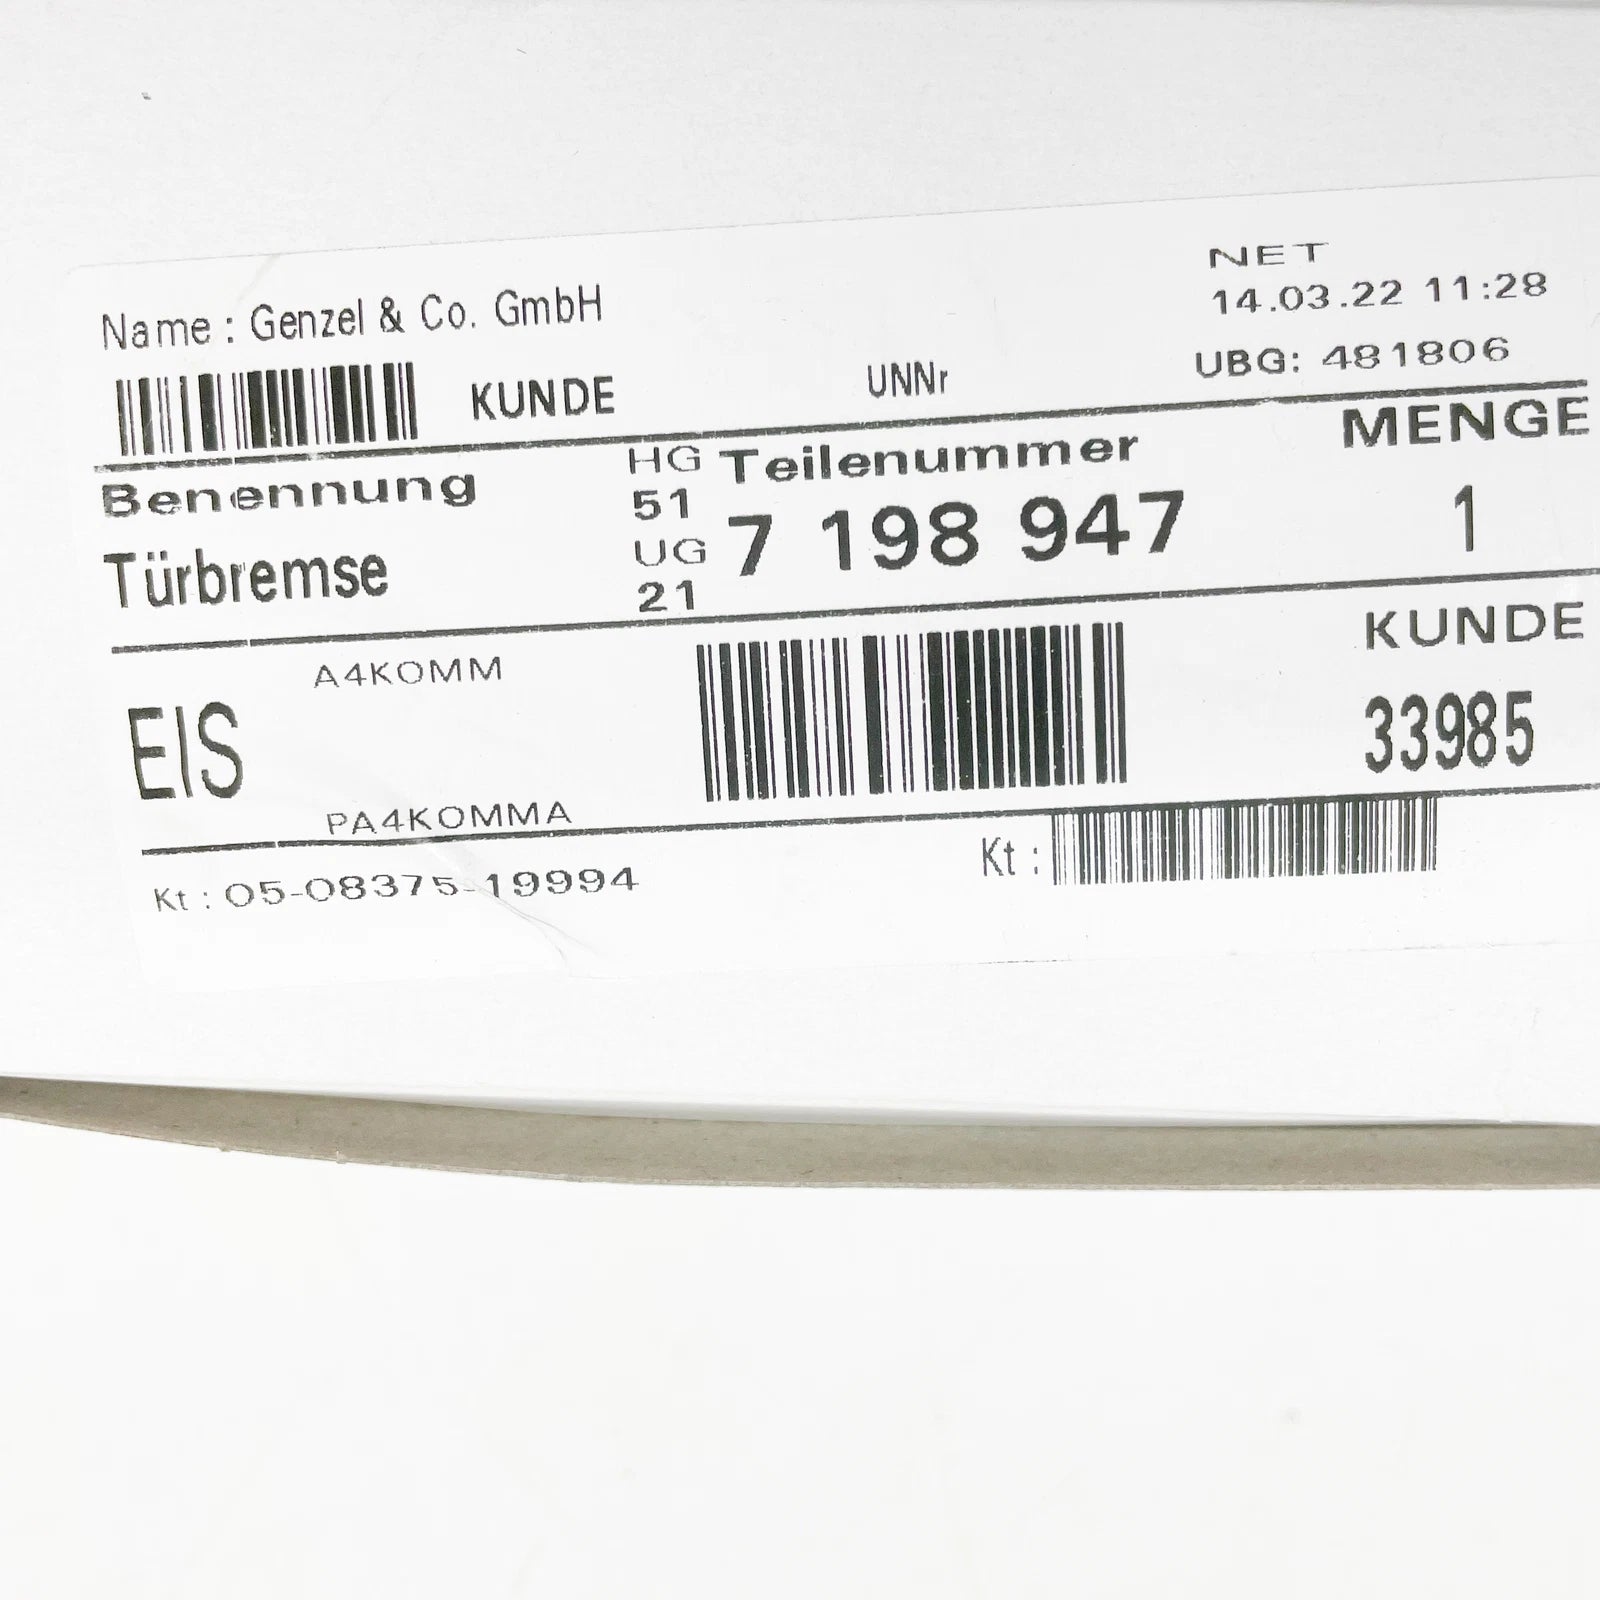 NET
Name : Genzel & Co. GmbH 14.03.22 11:28
KUNDE UNNr UBG: 481806
Benennung HG Teilenummer MENGE
51
Türbremse UG 7 198 947 1
21
A4KOMM KUNDE
EIS 33985
PA4KOMMA
Kt : 05-08375-19994 Kt :